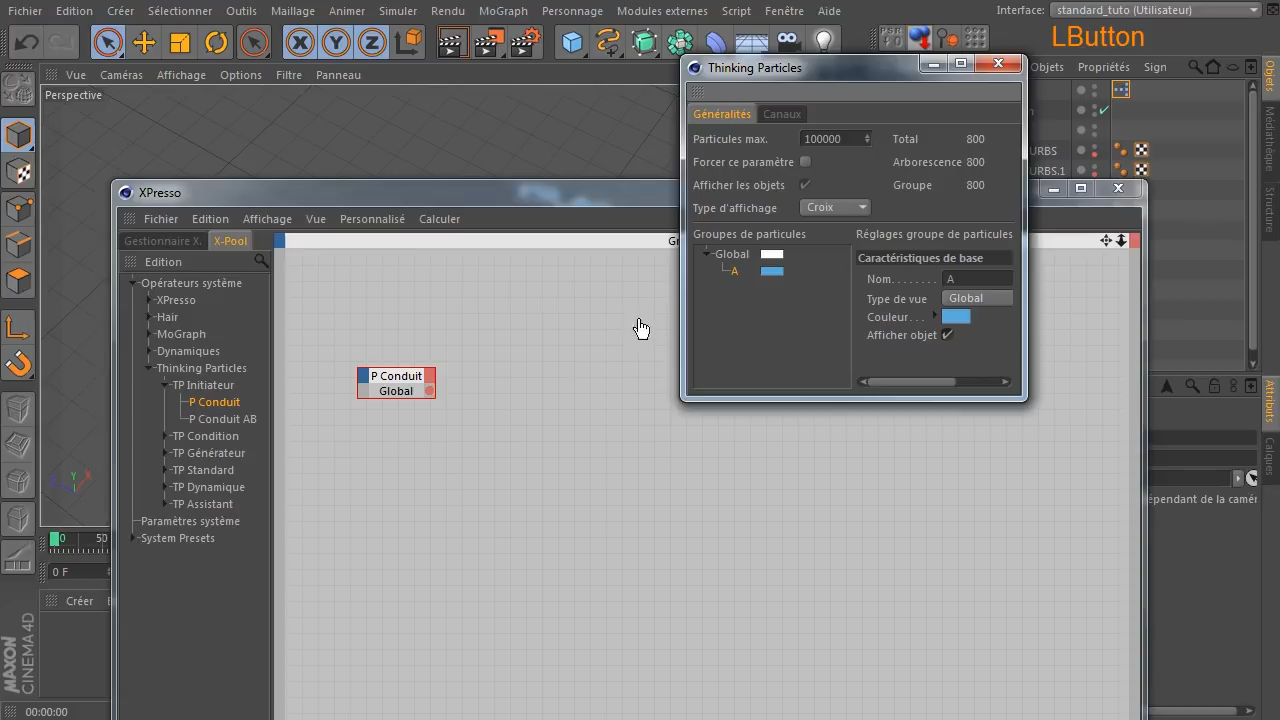 Fichier Edition Créer Sélectionner Outils Maillage Animer Simuler Rendu MoGraph Personnage Modules externes Script Fenêtre Aide Interface: standard_tuto (Utilisateur)
LButton
PSR
Vue Caméras Affichage Options Filtre Panneau
Thinking Particles
Objets Propriétés Sign
Perspective
Généralités Canaux
Particules max. 100000 Total 800
Forcer ce paramètre Arborescence 800
Afficher les objets Groupe 800
Type d'affichage Croix
Groupes de particules Réglages groupe de particules
Global
A
Caractéristiques de base
Nom. . . . . . . . A
Type de vue Global
Couleur. . .
Afficher objet
URBS
URBS.1
Objets
Médiathèque
Structure
Attributs
Calques
XPresso
Fichier Edition Affichage Vue Personnalisé Calculer
Gestionnaire X. X-Pool
Edition
Opérateurs système
XPresso
Hair
MoGraph
Dynamiques
Thinking Particles
TP Initiateur
P Conduit
P Conduit AB
TP Condition
TP Générateur
TP Standard
TP Dynamique
TP Assistant
Paramètres système
System Presets
P Conduit
Global
épendant de la camér
X Y Z
Y
X
Z
0 50
0 F
Créer
MAXON
CINEMA 4D
00:00:00